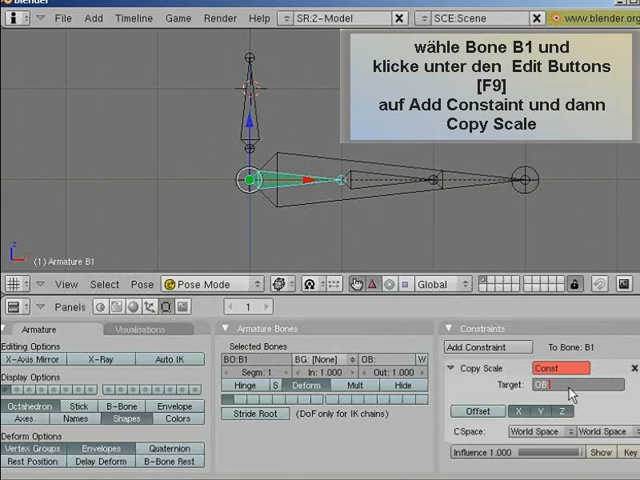 blender
File Add Timeline Game Render Help SR:2-Model SCE:Scene www.blender.org
wähle Bone B1 und
klicke unter den Edit Buttons
[F9]
auf Add Constaint und dann
Copy Scale
(1) Armature B1
View Select Pose Pose Mode Global
Panels 1
Armature Visualisations
Editing Options
X-Axis Mirror X-Ray Auto IK
Display Options
Octahedron Stick B-Bone Envelope
Axes Names Shapes Colors
Deform Options
Vertex Groups Envelopes Quaternion
Rest Position Delay Deform B-Bone Rest
Armature Bones
Selected Bones
BO:B1 BG: [None] OB: W
Segm: 1 In: 1.000 Out: 1.000
Hinge S Deform Mult Hide
Stride Root (DoF only for IK chains)
Constraints
Add Constraint To Bone: B1
Copy Scale Const
Target: OB:
Offset X Y Z
CSpace: World Space World Space
Influence 1.000 Show Key